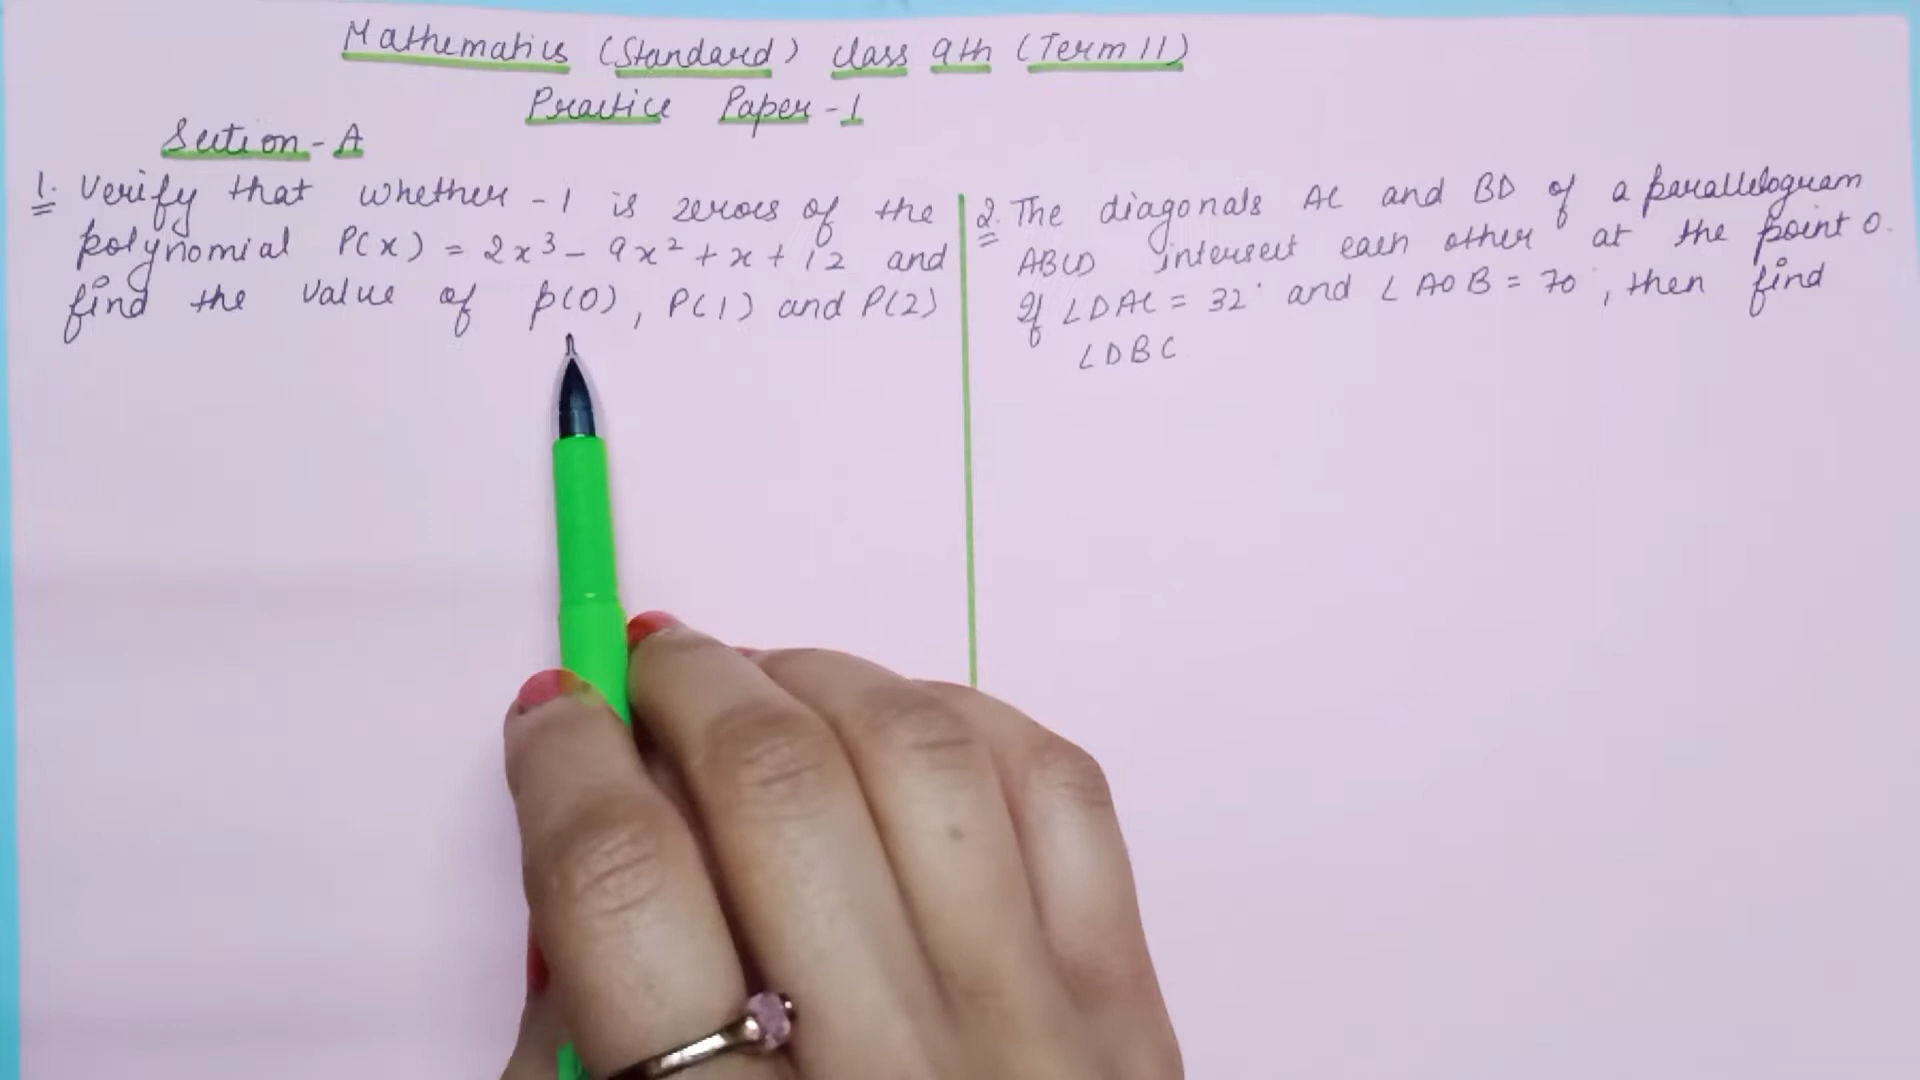 Mathematics (Standard) class 9th (Term 11)
Practice Paper - 1
Section - A
1. Verify that whether -1 is zeroes of the
polynomial P(x) = 2x³ - 9x² + x + 12 and
find the value of p(0), P(1) and P(2)
2. The diagonals AC and BD of a parallelogram
ABCD intersect each other at the point O.
If ∠DAC = 32° and ∠AOB = 70°, then find
∠DBC